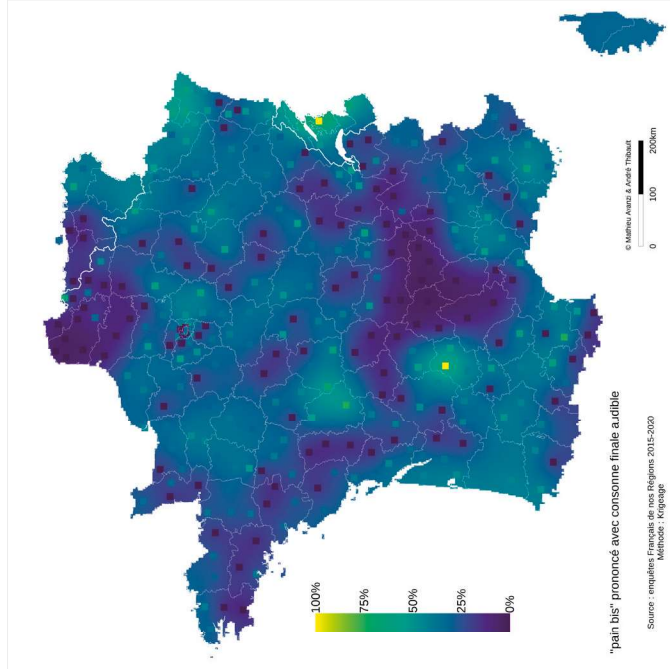 "pain bis" prononcé avec consonne finale audible
Source : enquêtes Français de nos Régions 2015-2020
Méthode : Krigeage
100%
75%
50%
25%
0%
© Mathieu Avanzi & André Thibault
0 100 200km